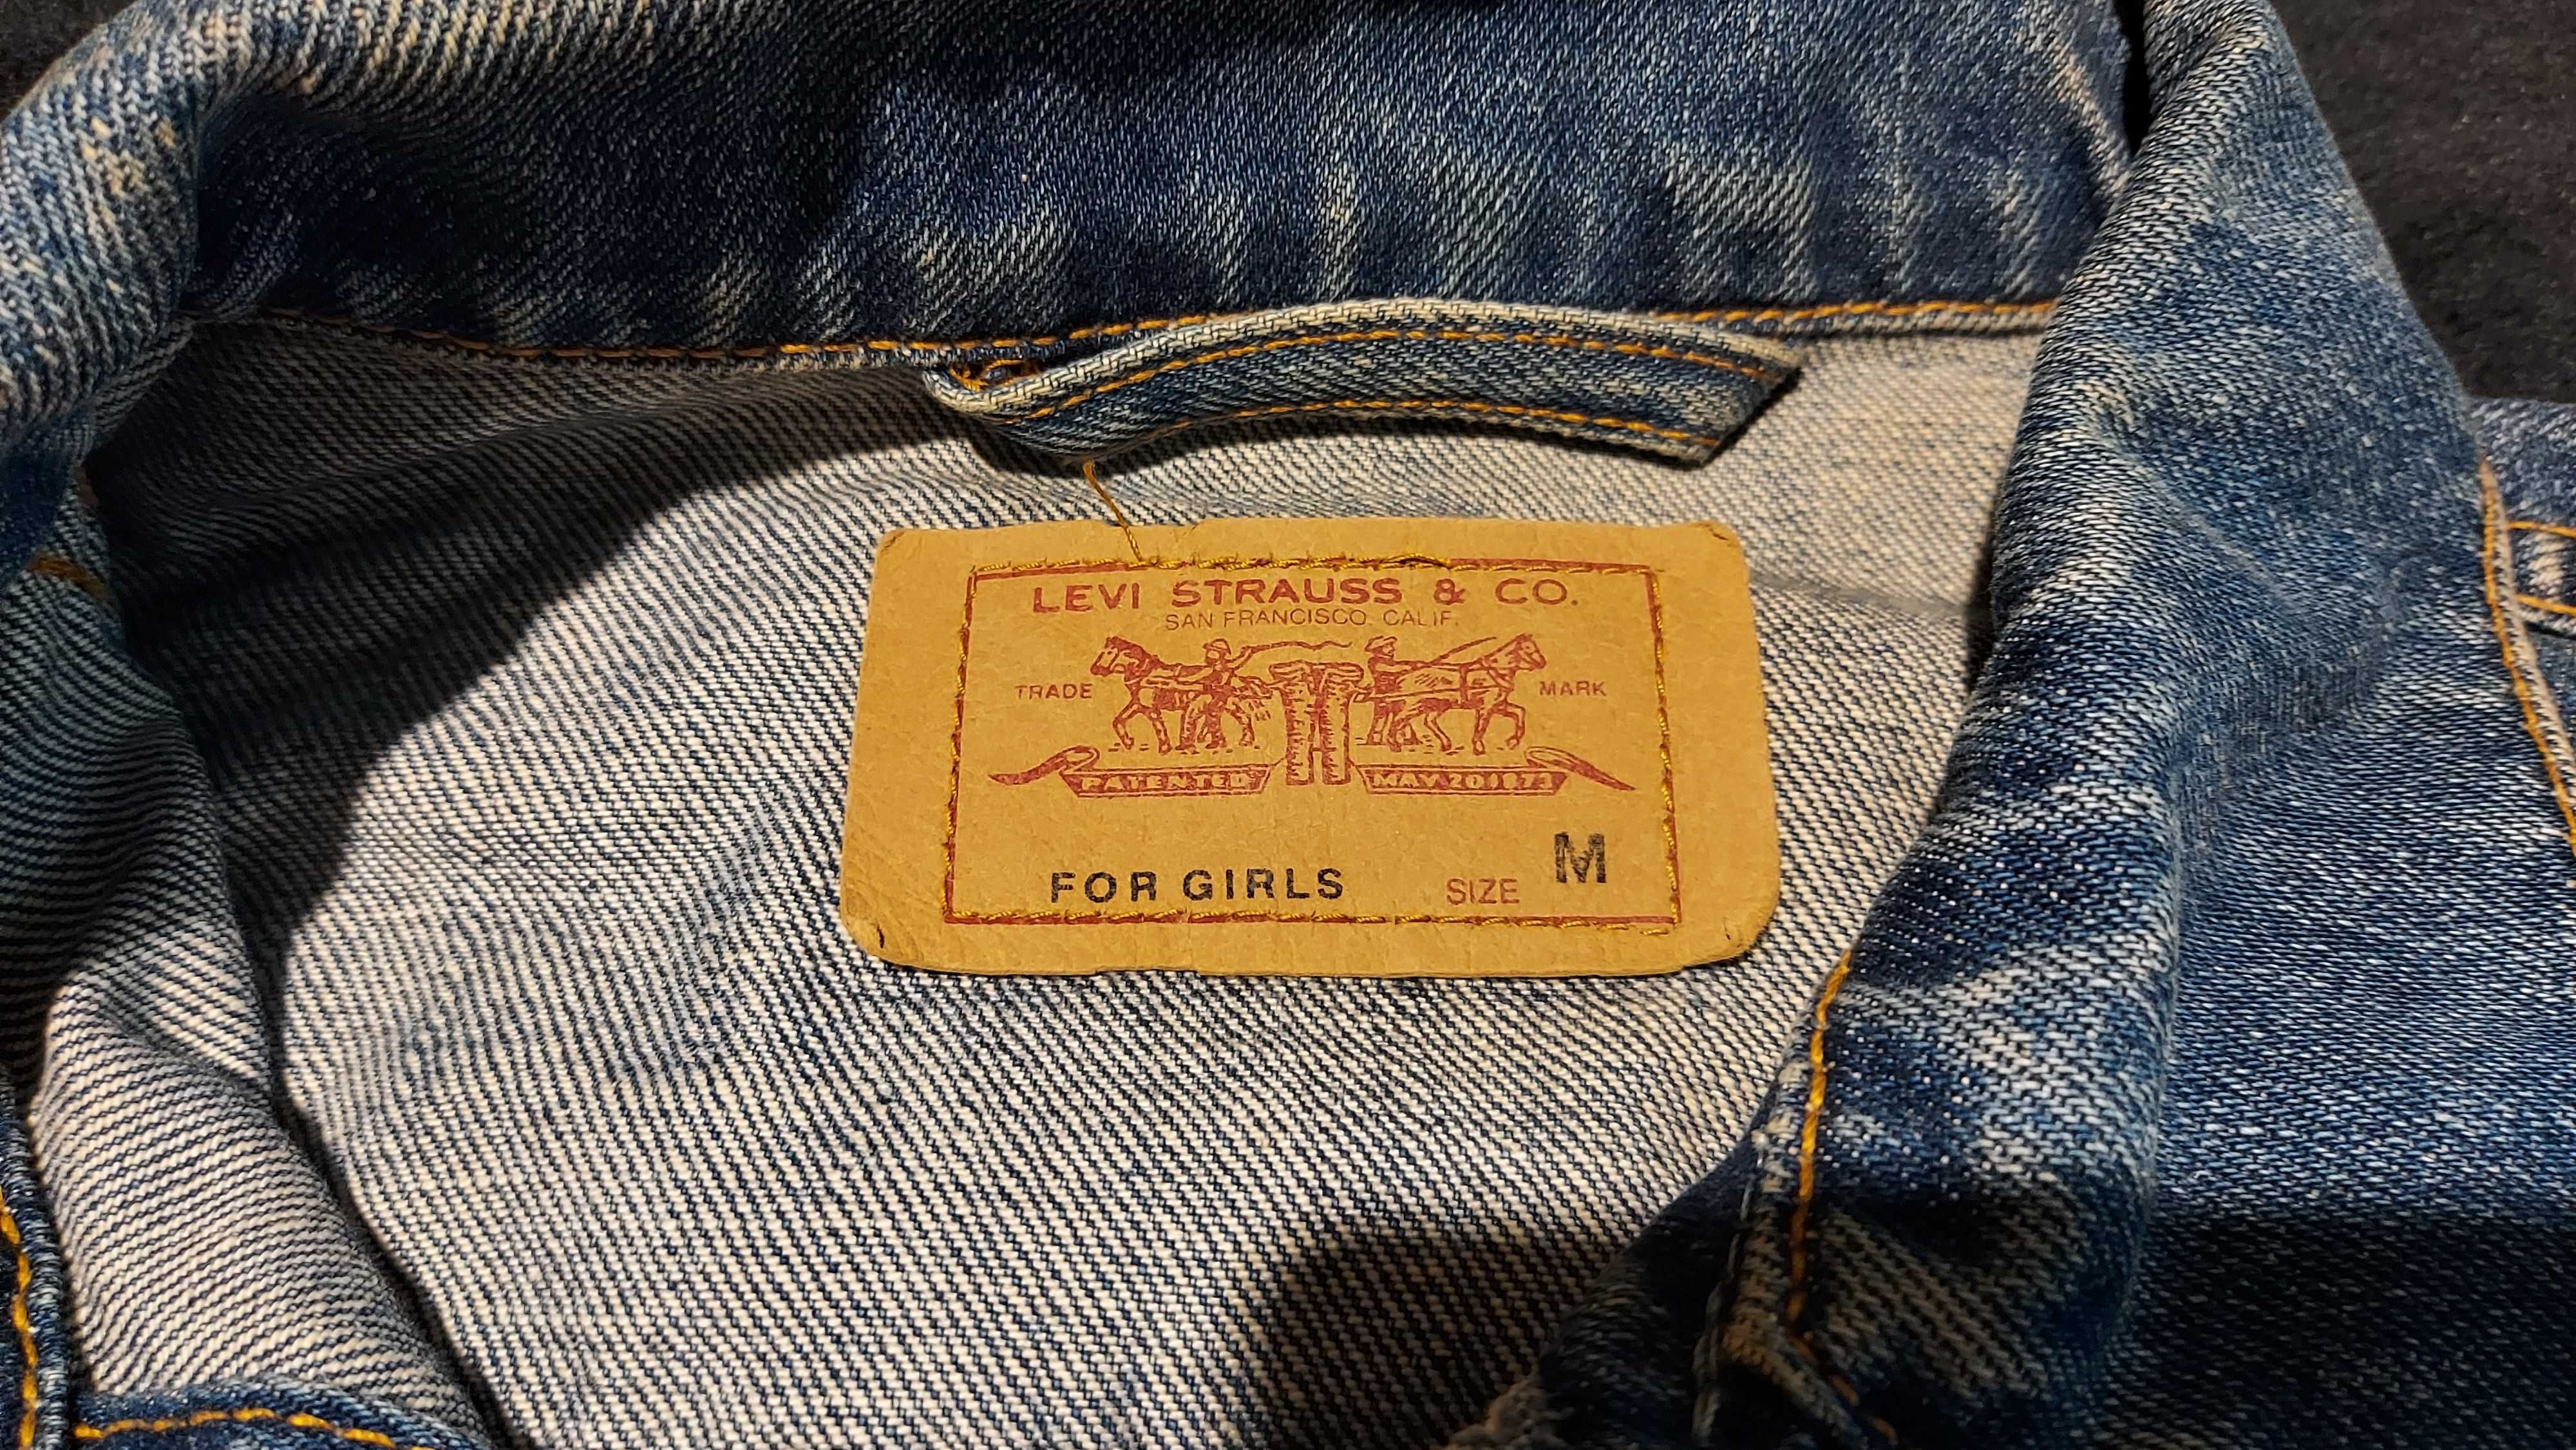 LEVI STRAUSS & CO.
SAN FRANCISCO, CALIF.
TRADE MARK
PATENTED MAY 20 1873
FOR GIRLS SIZE M